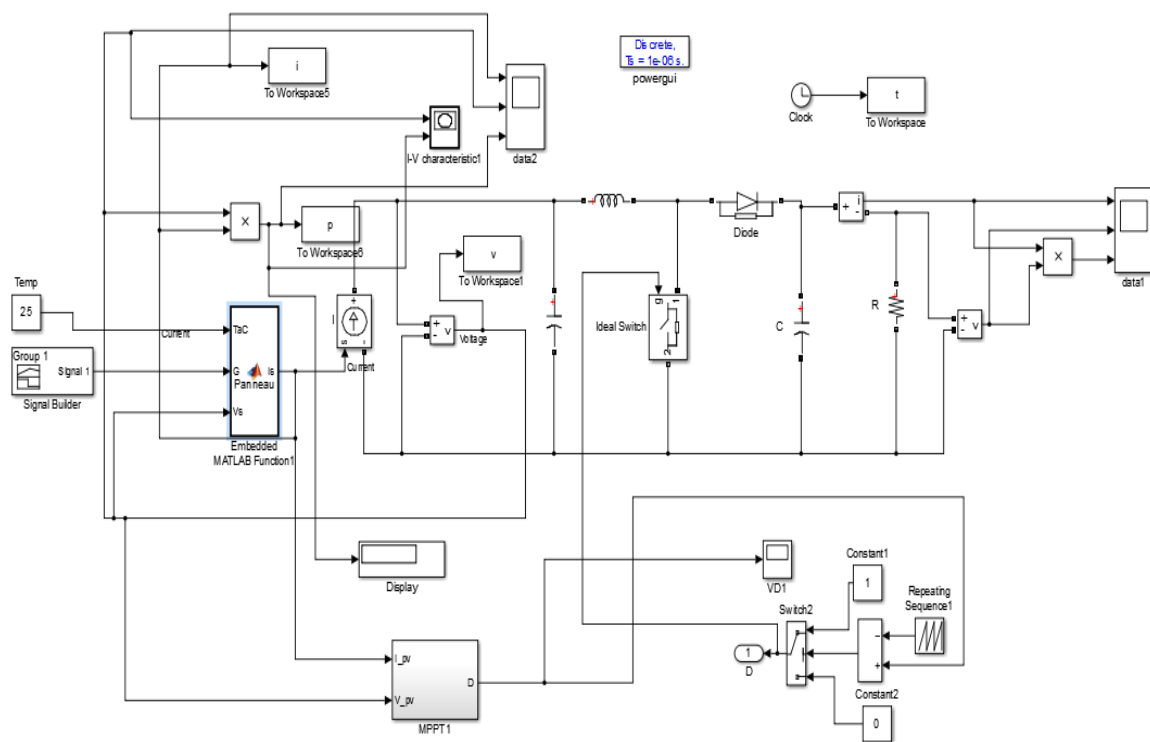 Discrete,
Ts = 1e-06 s.
powergui
i
To Workspace5
Clock
t
To Workspace
I-V characteristic1
data2
×
p
To Workspace6
v
To Workspace1
Diode
i
+
-
×
data1
Temp
25
Current
Group 1
Signal 1
Signal Builder
TaC
G
Vs
Is
Panneau
Embedded
MATLAB Function1
+
I
s
-
Current
+
-
v
Voltage
+
g
1
2
Ideal Switch
+
C
+
R
+
+
-
v
Display
VD1
Constant1
1
Switch2
Repeating
Sequence1
−
+
1
D
Constant2
0
I_pv
V_pv
D
MPPT1